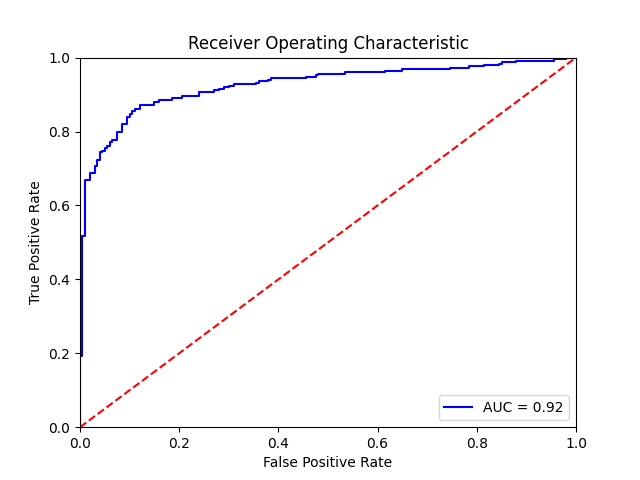 Receiver Operating Characteristic
1.0
0.8
0.6
0.4
0.2
0.0
True Positive Rate
AUC = 0.92
0.0 0.2 0.4 0.6 0.8 1.0
False Positive Rate